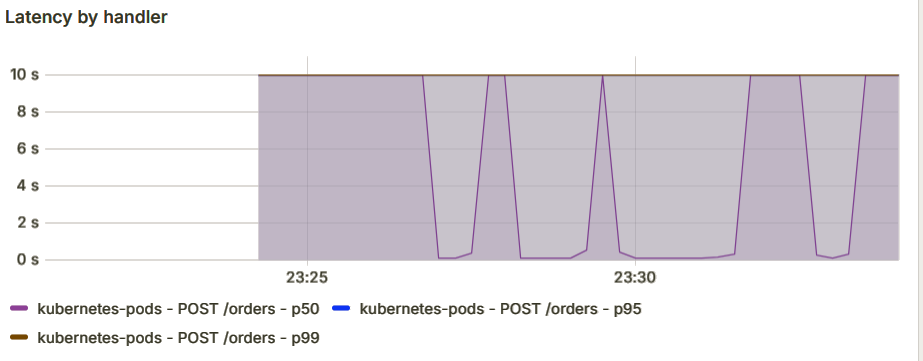 Latency by handler
10 s
8 s
6 s
4 s
2 s
0 s
23:25 23:30
kubernetes-pods - POST /orders - p50 kubernetes-pods - POST /orders - p95
kubernetes-pods - POST /orders - p99